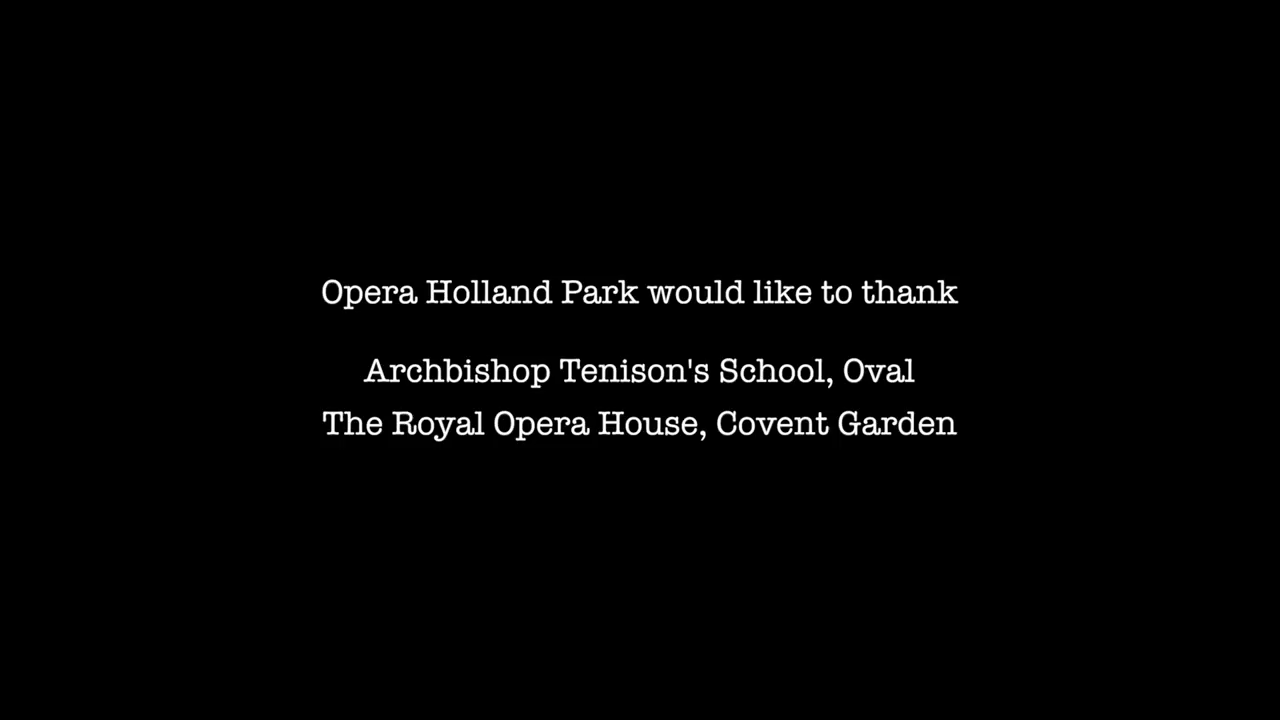 Opera Holland Park would like to thank
Archbishop Tenison's School, Oval
The Royal Opera House, Covent Garden